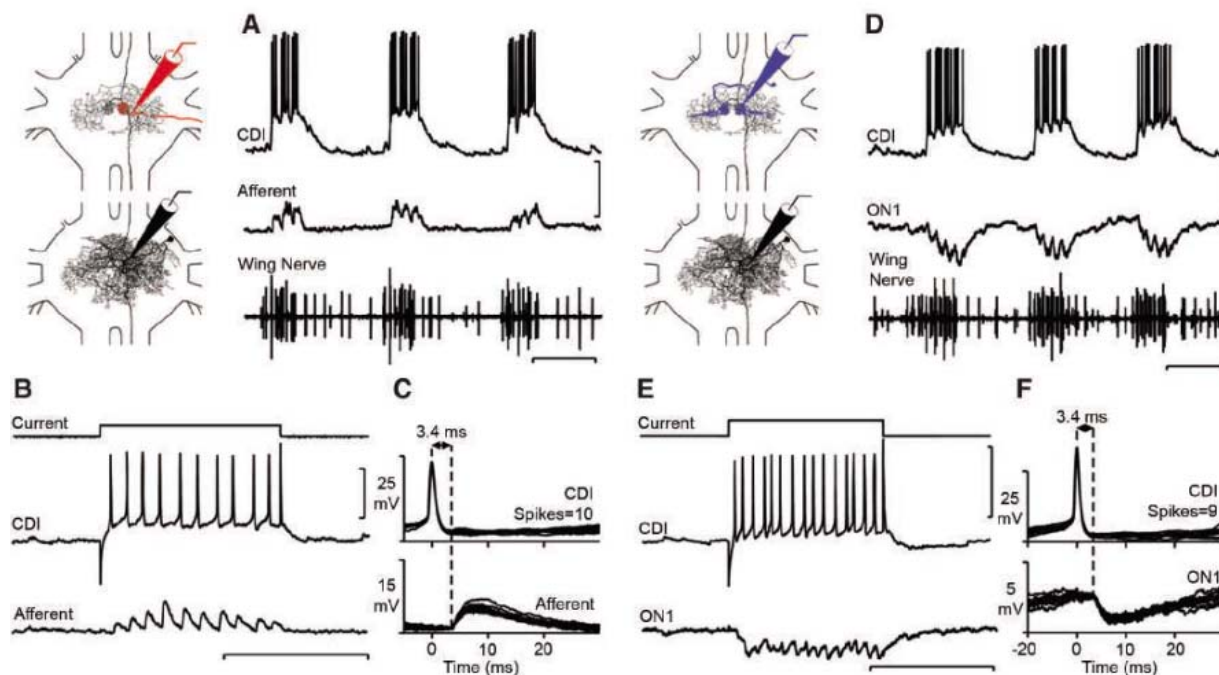 A
CDI
Afferent
Wing Nerve
D
CDI
ON1
Wing
Nerve
B
Current
CDI
Afferent
C
3.4 ms
25
mV
CDI
Spikes=10
15
mV
Afferent
0 10 20
Time (ms)
E
Current
CDI
ON1
F
3.4 ms
25
mV
CDI
Spikes=9
5
mV
ON1
-20 0 20
Time (ms)